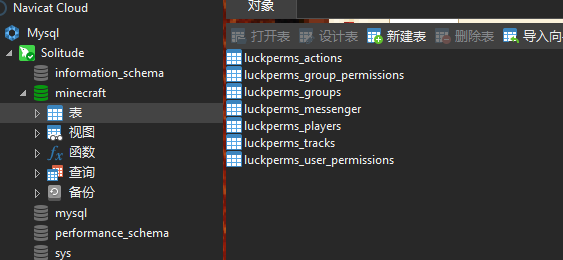 Navicat Cloud
Mysql
Solitude
information_schema
minecraft
表
视图
fx 函数
查询
备份
mysql
performance_schema
sys
对象
打开表 设计表 新建表 删除表 导入向
luckperms_actions
luckperms_group_permissions
luckperms_groups
luckperms_messenger
luckperms_players
luckperms_tracks
luckperms_user_permissions